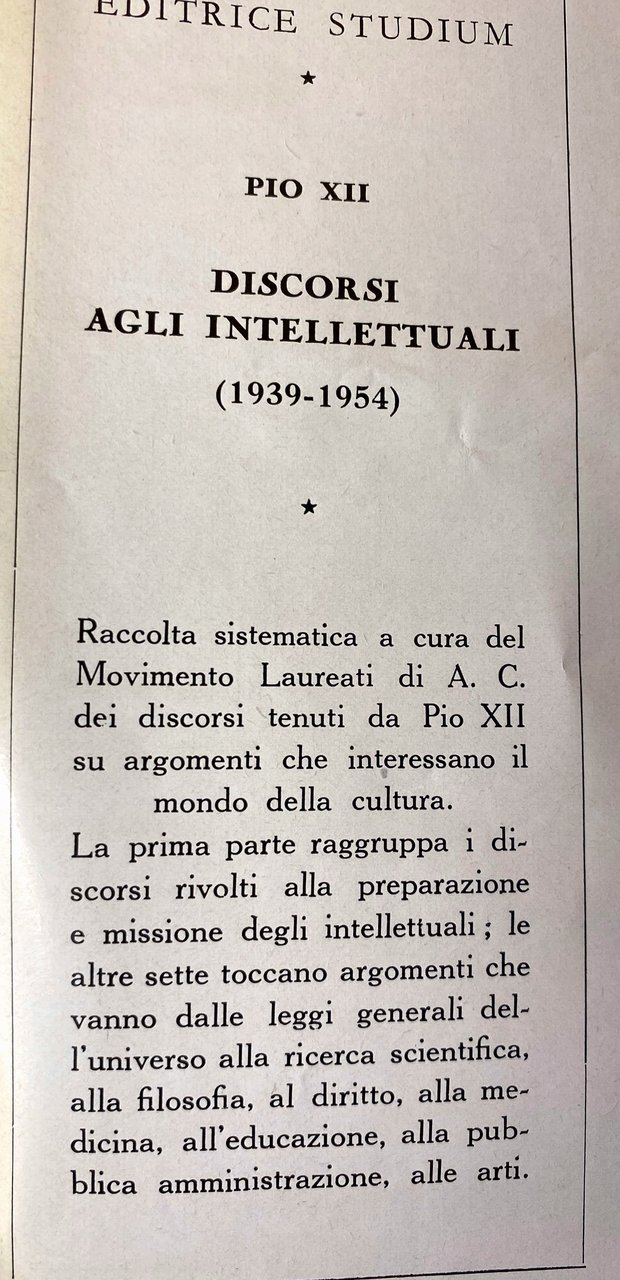 EDITRICE STUDIUM
★
PIO XII
DISCORSI
AGLI INTELLETTUALI
(1939-1954)
★
Raccolta sistematica a cura del
Movimento Laureati di A. C.
dei discorsi tenuti da Pio XII
su argomenti che interessano il
mondo della cultura.
La prima parte raggruppa i di-
scorsi rivolti alla preparazione
e missione degli intellettuali ; le
altre sette toccano argomenti che
vanno dalle leggi generali del-
l'universo alla ricerca scientifica,
alla filosofia, al diritto, alla me-
dicina, all'educazione, alla pub-
blica amministrazione, alle arti.